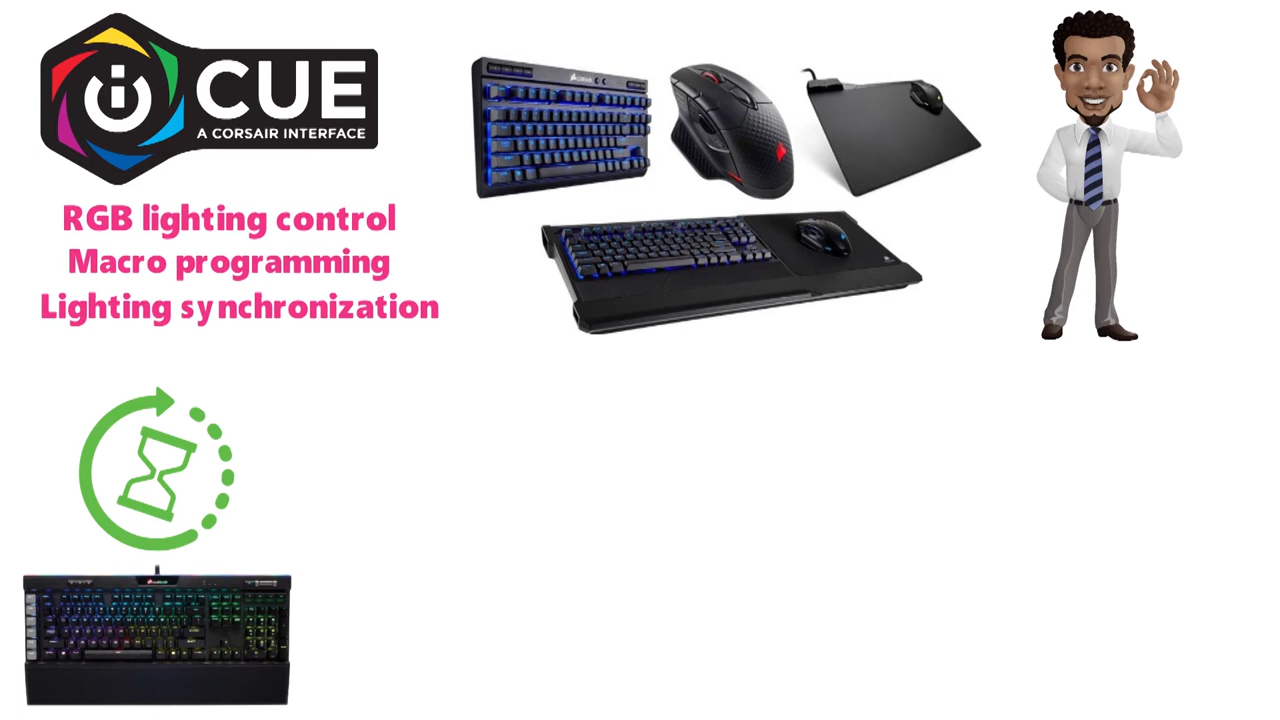 iCUE
A CORSAIR INTERFACE
RGB lighting control
Macro programming
Lighting synchronization